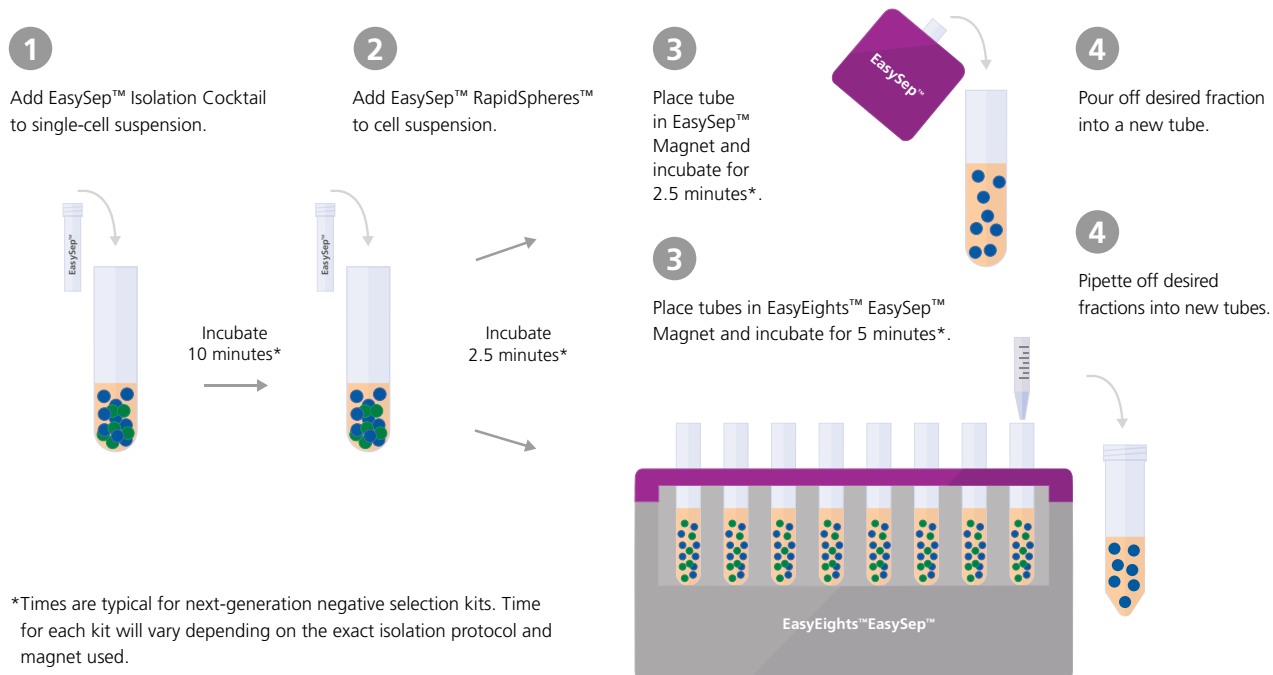 1
Add EasySep™ Isolation Cocktail
to single-cell suspension.
EasySep™
Incubate
10 minutes*
2
Add EasySep™ RapidSpheres™
to cell suspension.
EasySep™
Incubate
2.5 minutes*
3
Place tube
in EasySep™
Magnet and
incubate for
2.5 minutes*.
EasySep™
4
Pour off desired fraction
into a new tube.
3
Place tubes in EasyEights™ EasySep™
Magnet and incubate for 5 minutes*.
4
Pipette off desired
fractions into new tubes.
EasyEights™EasySep™
*Times are typical for next-generation negative selection kits. Time
for each kit will vary depending on the exact isolation protocol and
magnet used.